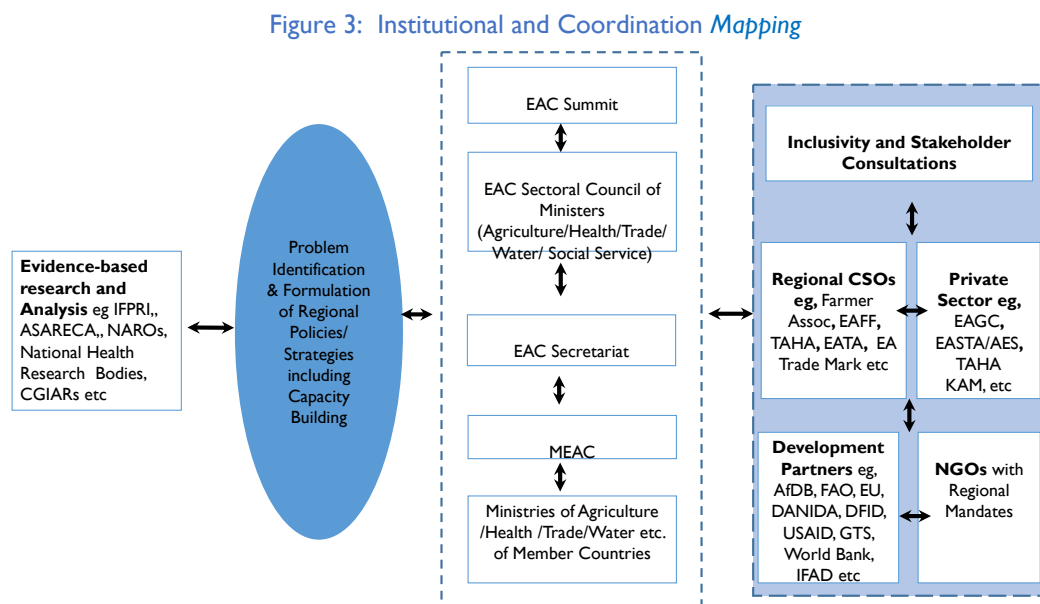 Figure 3: Institutional and Coordination Mapping
Evidence-based
research and
Analysis eg IFPRI,,
ASARECA,, NAROs,
National Health
Research Bodies,
CGIARs etc
Problem
Identification
& Formulation
of Regional
Policies/
Strategies
including
Capacity
Building
EAC Summit
EAC Sectoral Council of
Ministers
(Agriculture/Health/Trade/
Water/ Social Service)
EAC Secretariat
MEAC
Ministries of Agriculture
/Health /Trade/Water etc.
of Member Countries
Inclusivity and Stakeholder
Consultations
Regional CSOs
eg, Farmer
Assoc, EAFF,
TAHA, EATA, EA
Trade Mark etc
Private
Sector eg,
EAGC,
EASTA/AES,
TAHA
KAM, etc
Development
Partners eg,
AfDB, FAO, EU,
DANIDA, DFID,
USAID, GTS,
World Bank,
IFAD etc
NGOs with
Regional
Mandates